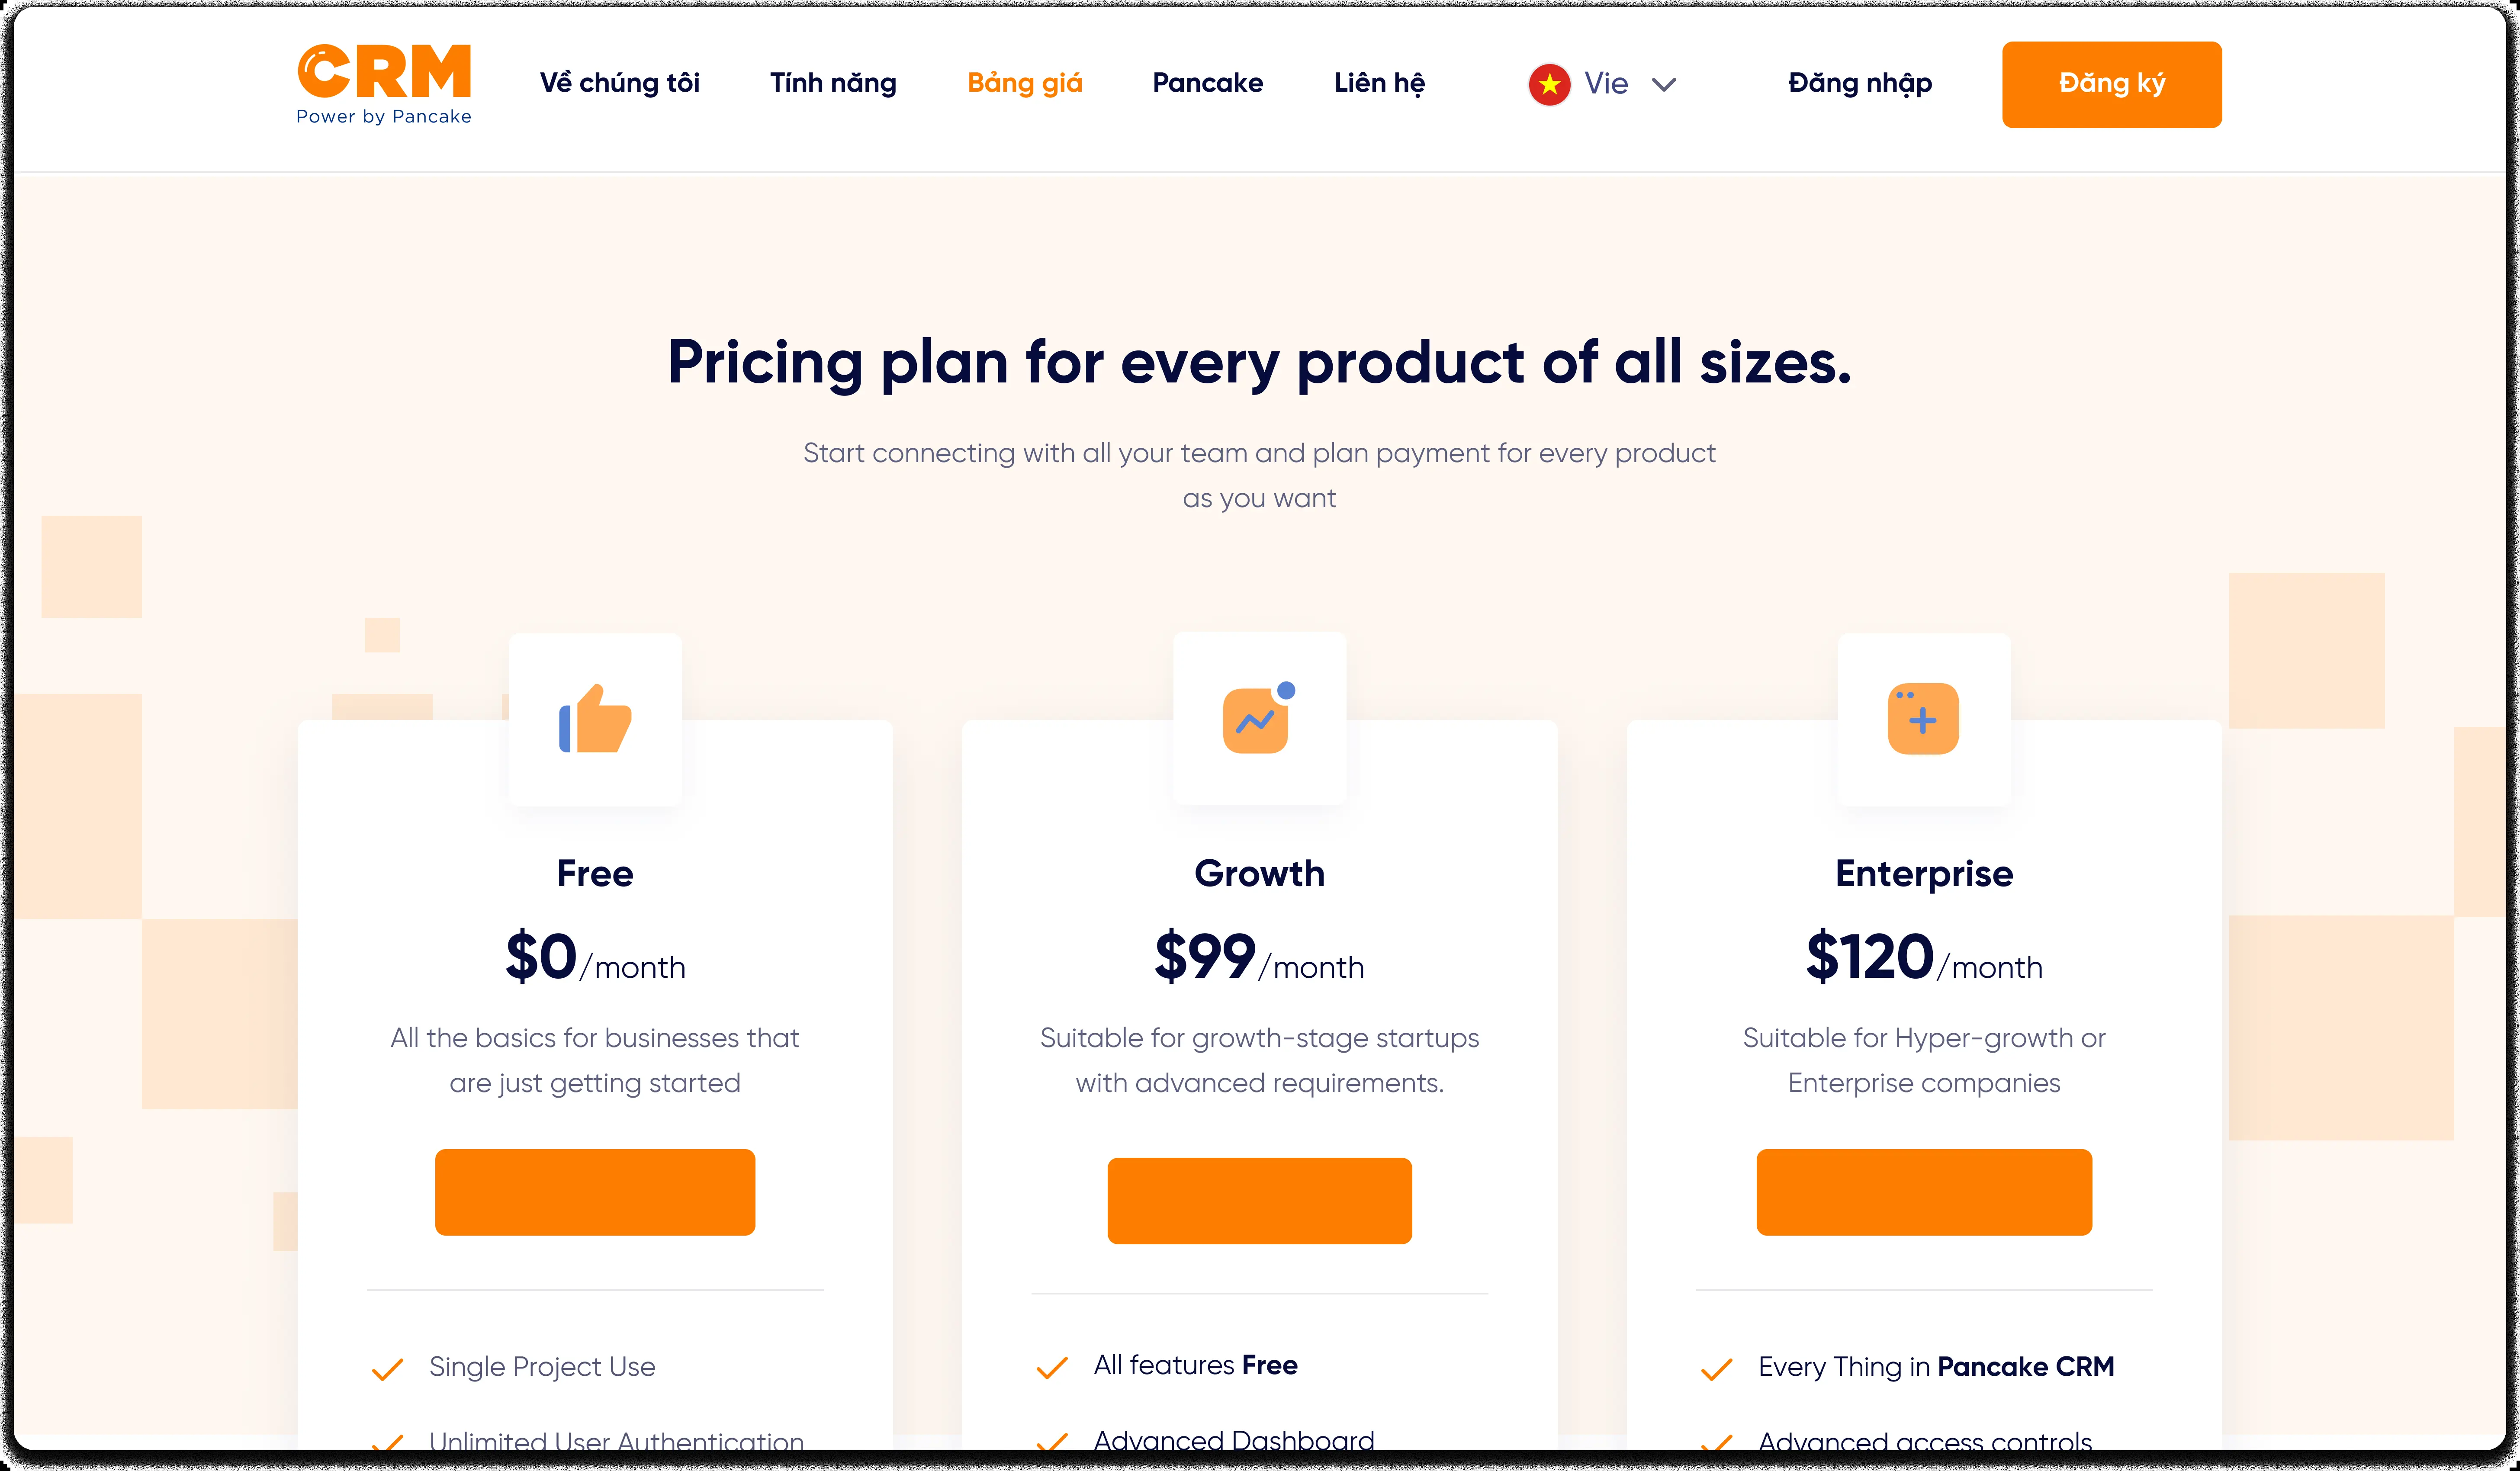 CRM
Power by Pancake
Về chúng tôi
Tính năng
Bảng giá
Pancake
Liên hệ
Vie
Đăng nhập
Đăng ký
Pricing plan for every product of all sizes.
Start connecting with all your team and plan payment for every product
as you want
Free
$0/month
All the basics for businesses that
are just getting started
Single Project Use
Unlimited User Authentication
Growth
$99/month
Suitable for growth-stage startups
with advanced requirements.
All features Free
Advanced Dashboard
Enterprise
$120/month
Suitable for Hyper-growth or
Enterprise companies
Every Thing in Pancake CRM
Advanced access controls